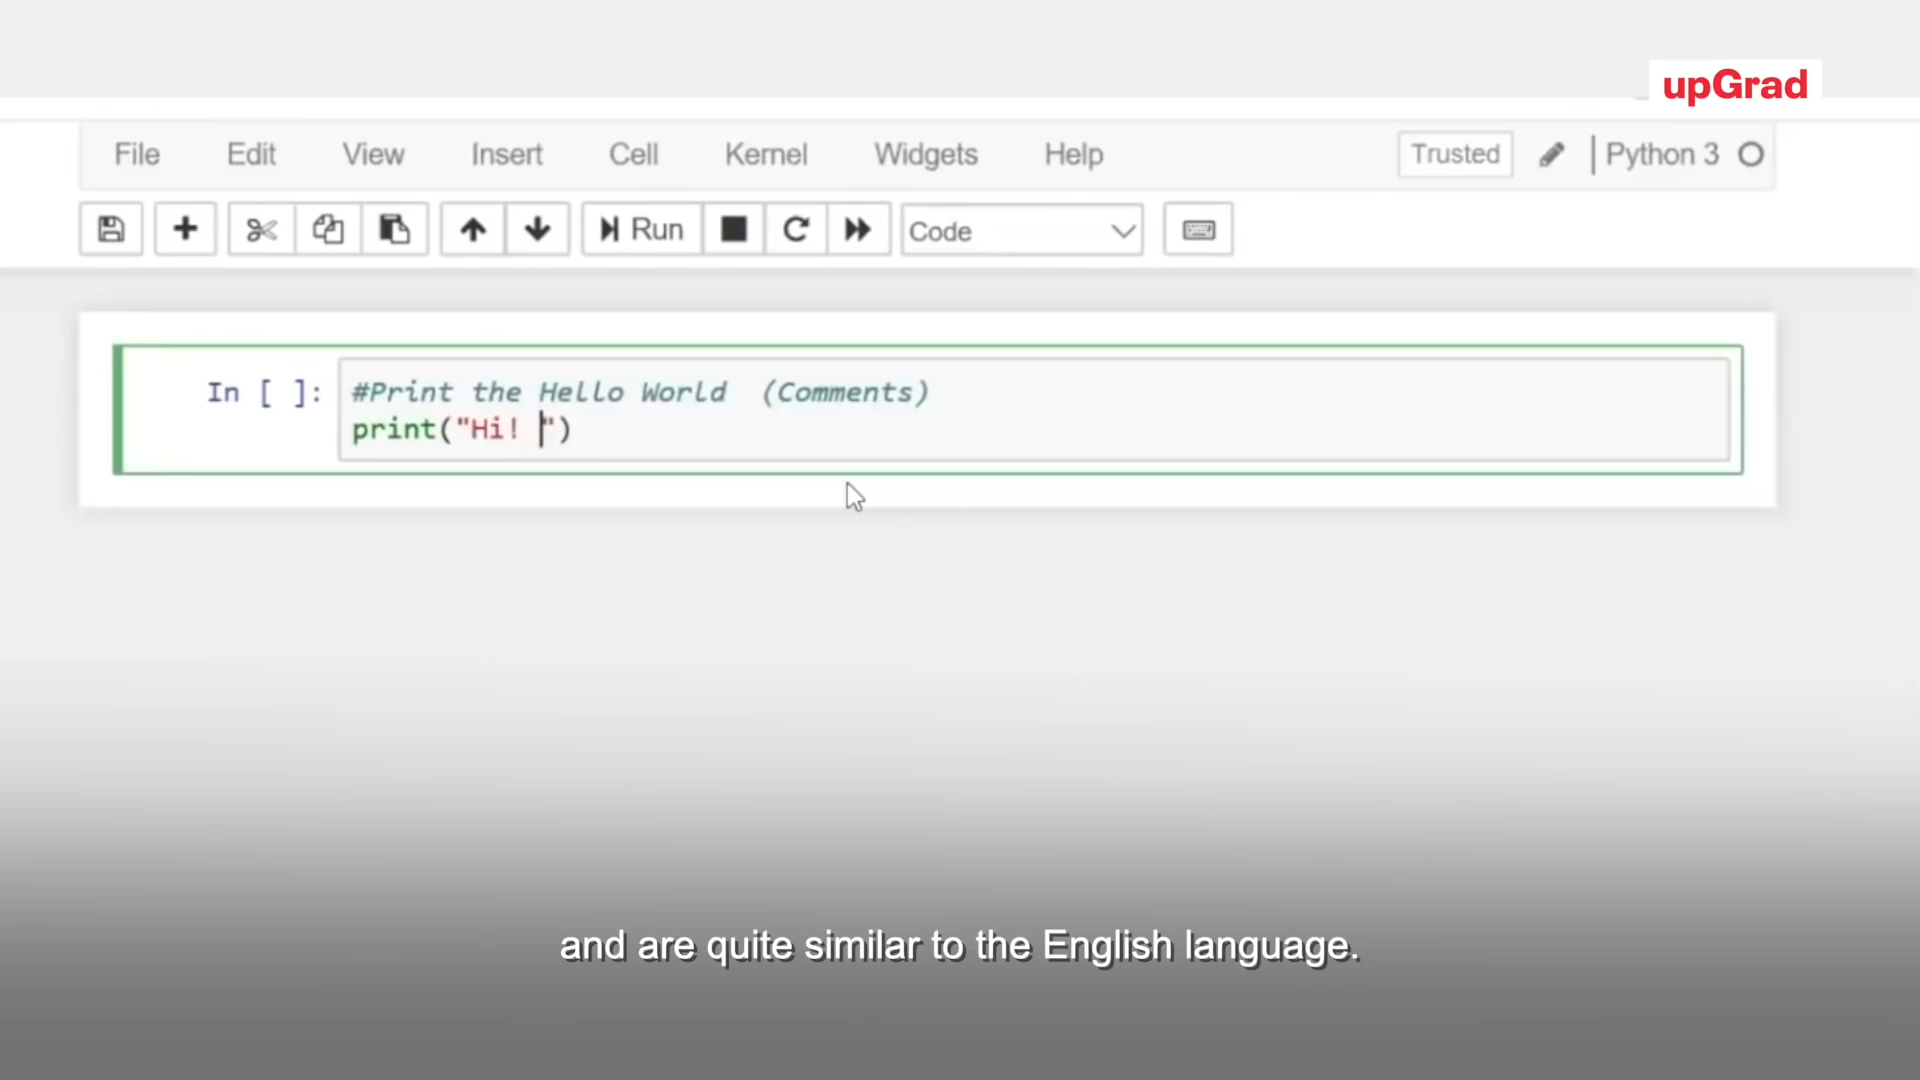 upGrad
File Edit View Insert Cell Kernel Widgets Help Trusted Python 3
Run Code
In [ ]: #Print the Hello World (Comments)
print("Hi! ")
and are quite similar to the English language.